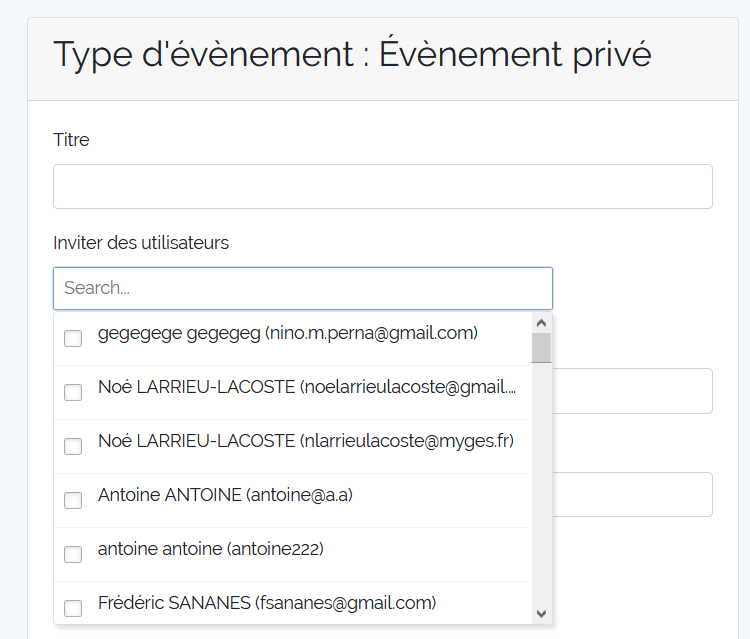 Type d'évènement : Évènement privé
Titre
Inviter des utilisateurs
Search...
gegegege gegegeg (nino.m.perna@gmail.com)
Noé LARRIEU-LACOSTE (noelarrieulacoste@gmail....
Noé LARRIEU-LACOSTE (nlarrieulacoste@myges.fr)
Antoine ANTOINE (antoine@a.a)
antoine antoine (antoine222)
Frédéric SANANES (fsananes@gmail.com)